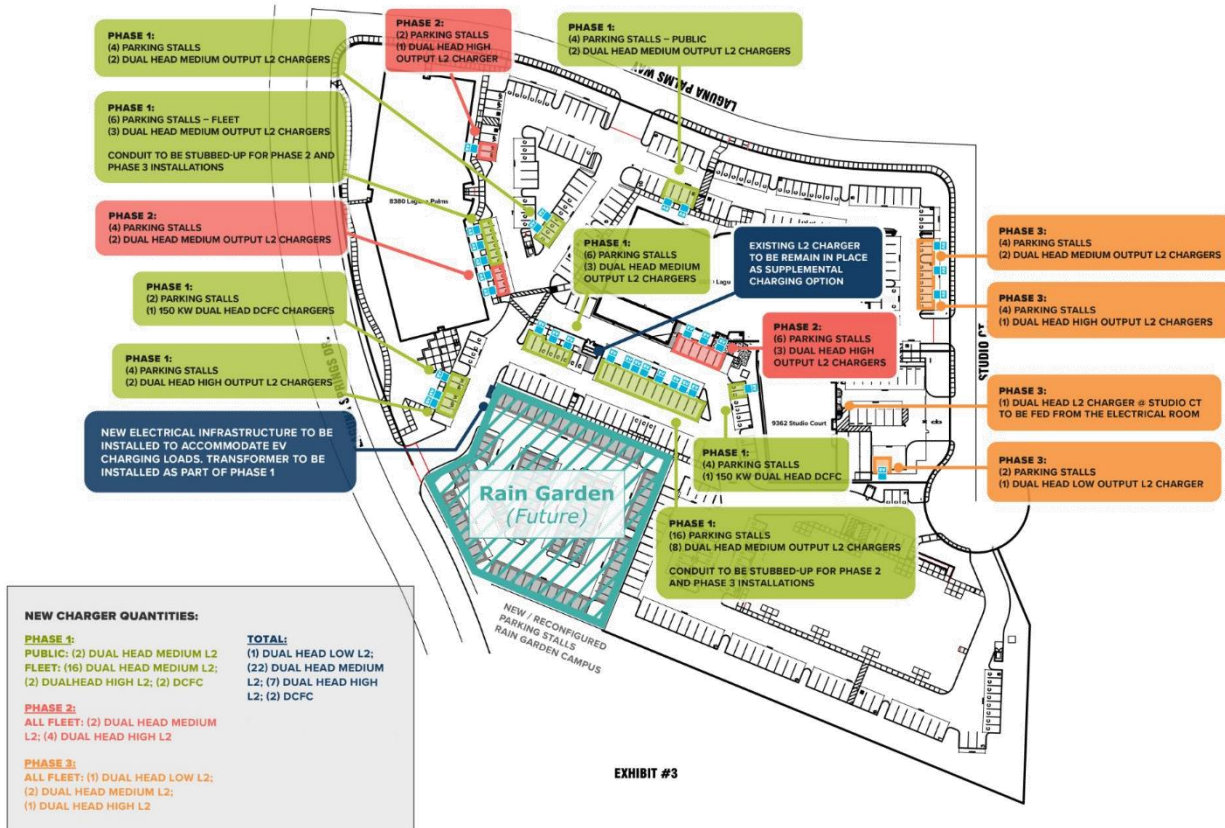 PHASE 1:
(4) PARKING STALLS
(2) DUAL HEAD MEDIUM OUTPUT L2 CHARGERS
PHASE 2:
(2) PARKING STALLS
(1) DUAL HEAD HIGH
OUTPUT L2 CHARGER
PHASE 1:
(4) PARKING STALLS – PUBLIC
(2) DUAL HEAD MEDIUM OUTPUT L2 CHARGERS
LAGUNA PALMS WAY
PHASE 1:
(6) PARKING STALLS – FLEET
(3) DUAL HEAD MEDIUM OUTPUT L2 CHARGERS
CONDUIT TO BE STUBBED-UP FOR PHASE 2 AND
PHASE 3 INSTALLATIONS
8380 Laguna Palms
PHASE 2:
(4) PARKING STALLS
(2) DUAL HEAD MEDIUM OUTPUT L2 CHARGERS
PHASE 1:
(6) PARKING STALLS
(3) DUAL HEAD MEDIUM
OUTPUT L2 CHARGERS
EXISTING L2 CHARGER
TO BE REMAIN IN PLACE
AS SUPPLEMENTAL
CHARGING OPTION
PHASE 3:
(4) PARKING STALLS
(2) DUAL HEAD MEDIUM OUTPUT L2 CHARGERS
PHASE 3:
(4) PARKING STALLS
(1) DUAL HEAD HIGH OUTPUT L2 CHARGERS
PHASE 1:
(2) PARKING STALLS
(1) 150 KW DUAL HEAD DCFC CHARGERS
PHASE 2:
(6) PARKING STALLS
(3) DUAL HEAD HIGH
OUTPUT L2 CHARGERS
STUDIO CT
PHASE 1:
(4) PARKING STALLS
(2) DUAL HEAD HIGH OUTPUT L2 CHARGERS
SPRINGS DR.
PHASE 3:
(1) DUAL HEAD L2 CHARGER @ STUDIO CT
TO BE FED FROM THE ELECTRICAL ROOM
NEW ELECTRICAL INFRASTRUCTURE TO BE
INSTALLED TO ACCOMMODATE EV
CHARGING LOADS. TRANSFORMER TO BE
INSTALLED AS PART OF PHASE 1
9362 Studio Court
PHASE 1:
(4) PARKING STALLS
(1) 150 KW DUAL HEAD DCFC
PHASE 3:
(2) PARKING STALLS
(1) DUAL HEAD LOW OUTPUT L2 CHARGER
Rain Garden
(Future)
PHASE 1:
(16) PARKING STALLS
(8) DUAL HEAD MEDIUM OUTPUT L2 CHARGERS
CONDUIT TO BE STUBBED-UP FOR PHASE 2
AND PHASE 3 INSTALLATIONS
NEW / RECONFIGURED
PARKING STALLS
RAIN GARDEN CAMPUS
NEW CHARGER QUANTITIES:
PHASE 1:
PUBLIC: (2) DUAL HEAD MEDIUM L2
FLEET: (16) DUAL HEAD MEDIUM L2;
(2) DUALHEAD HIGH L2; (2) DCFC
PHASE 2:
ALL FLEET: (2) DUAL HEAD MEDIUM
L2; (4) DUAL HEAD HIGH L2
PHASE 3:
ALL FLEET: (1) DUAL HEAD LOW L2;
(2) DUAL HEAD MEDIUM L2;
(1) DUAL HEAD HIGH L2
TOTAL:
(1) DUAL HEAD LOW L2;
(22) DUAL HEAD MEDIUM
L2; (7) DUAL HEAD HIGH
L2; (2) DCFC
EXHIBIT #3